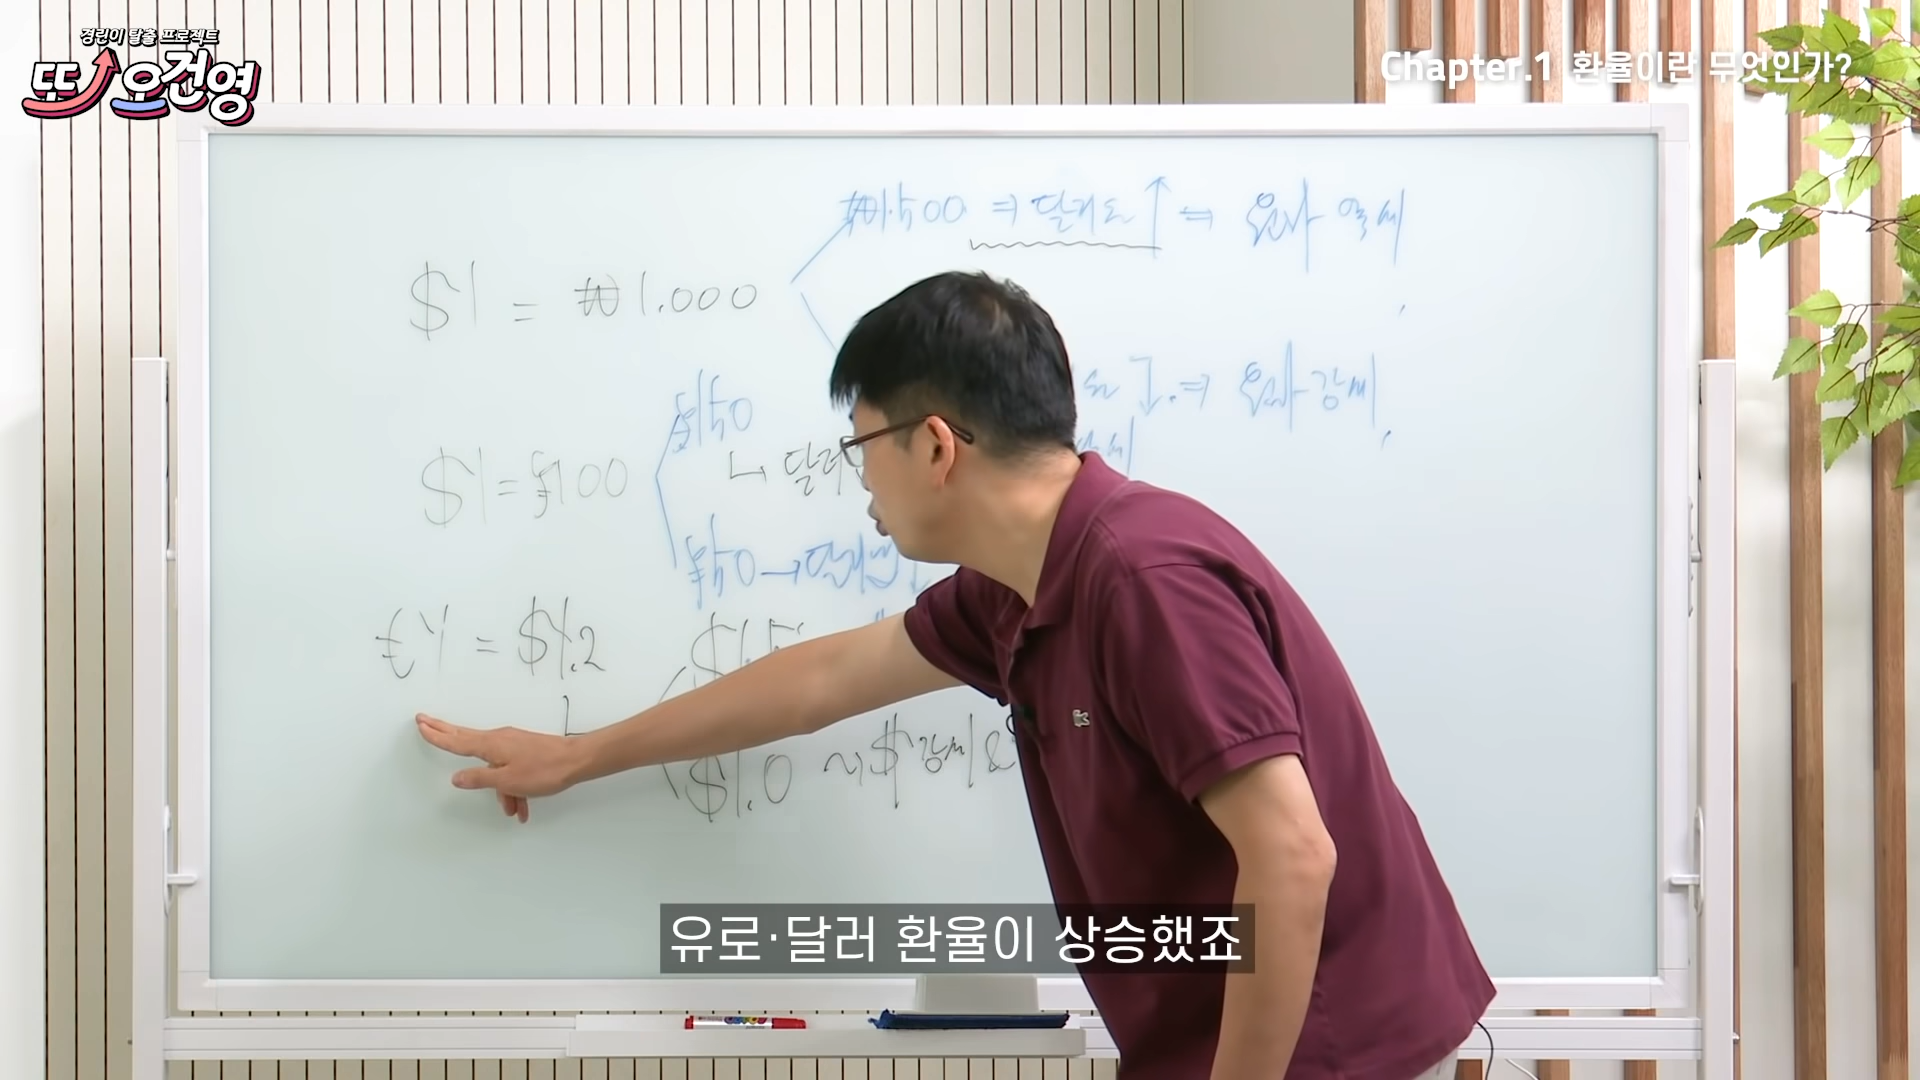 경린이 탈출 프로젝트
또! 오건영
Chapter.1 환율이란 무엇인가?
$1 = ₩1.000
₩1.500 ⇒ 달러도 ↑ ⇒ 원화 약세
↓. ⇒ 원화 강세
$1 = ¥100
¥150
↳ 달러
¥50 → 달러
€1 = $1.2
$1.5
$1.0 ~> $ 강세 &
유로·달러 환율이 상승했죠